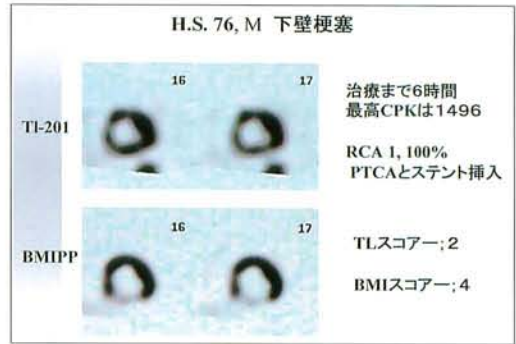 H.S. 76, M 下壁梗塞
16
17
Tl-201
治療まで6時間
最高CPKは1496
RCA 1, 100%
PTCAとステント挿入
16
17
BMIPP
TLスコアー; 2
BMIスコアー; 4